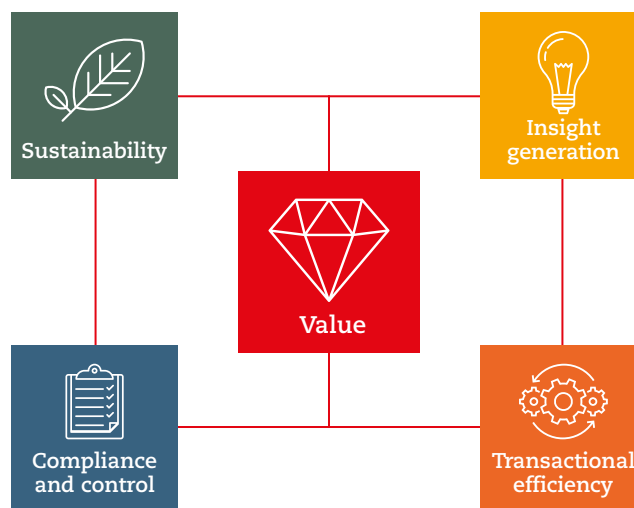 Sustainability
Insight
generation
Value
Compliance
and control
Transactional
efficiency